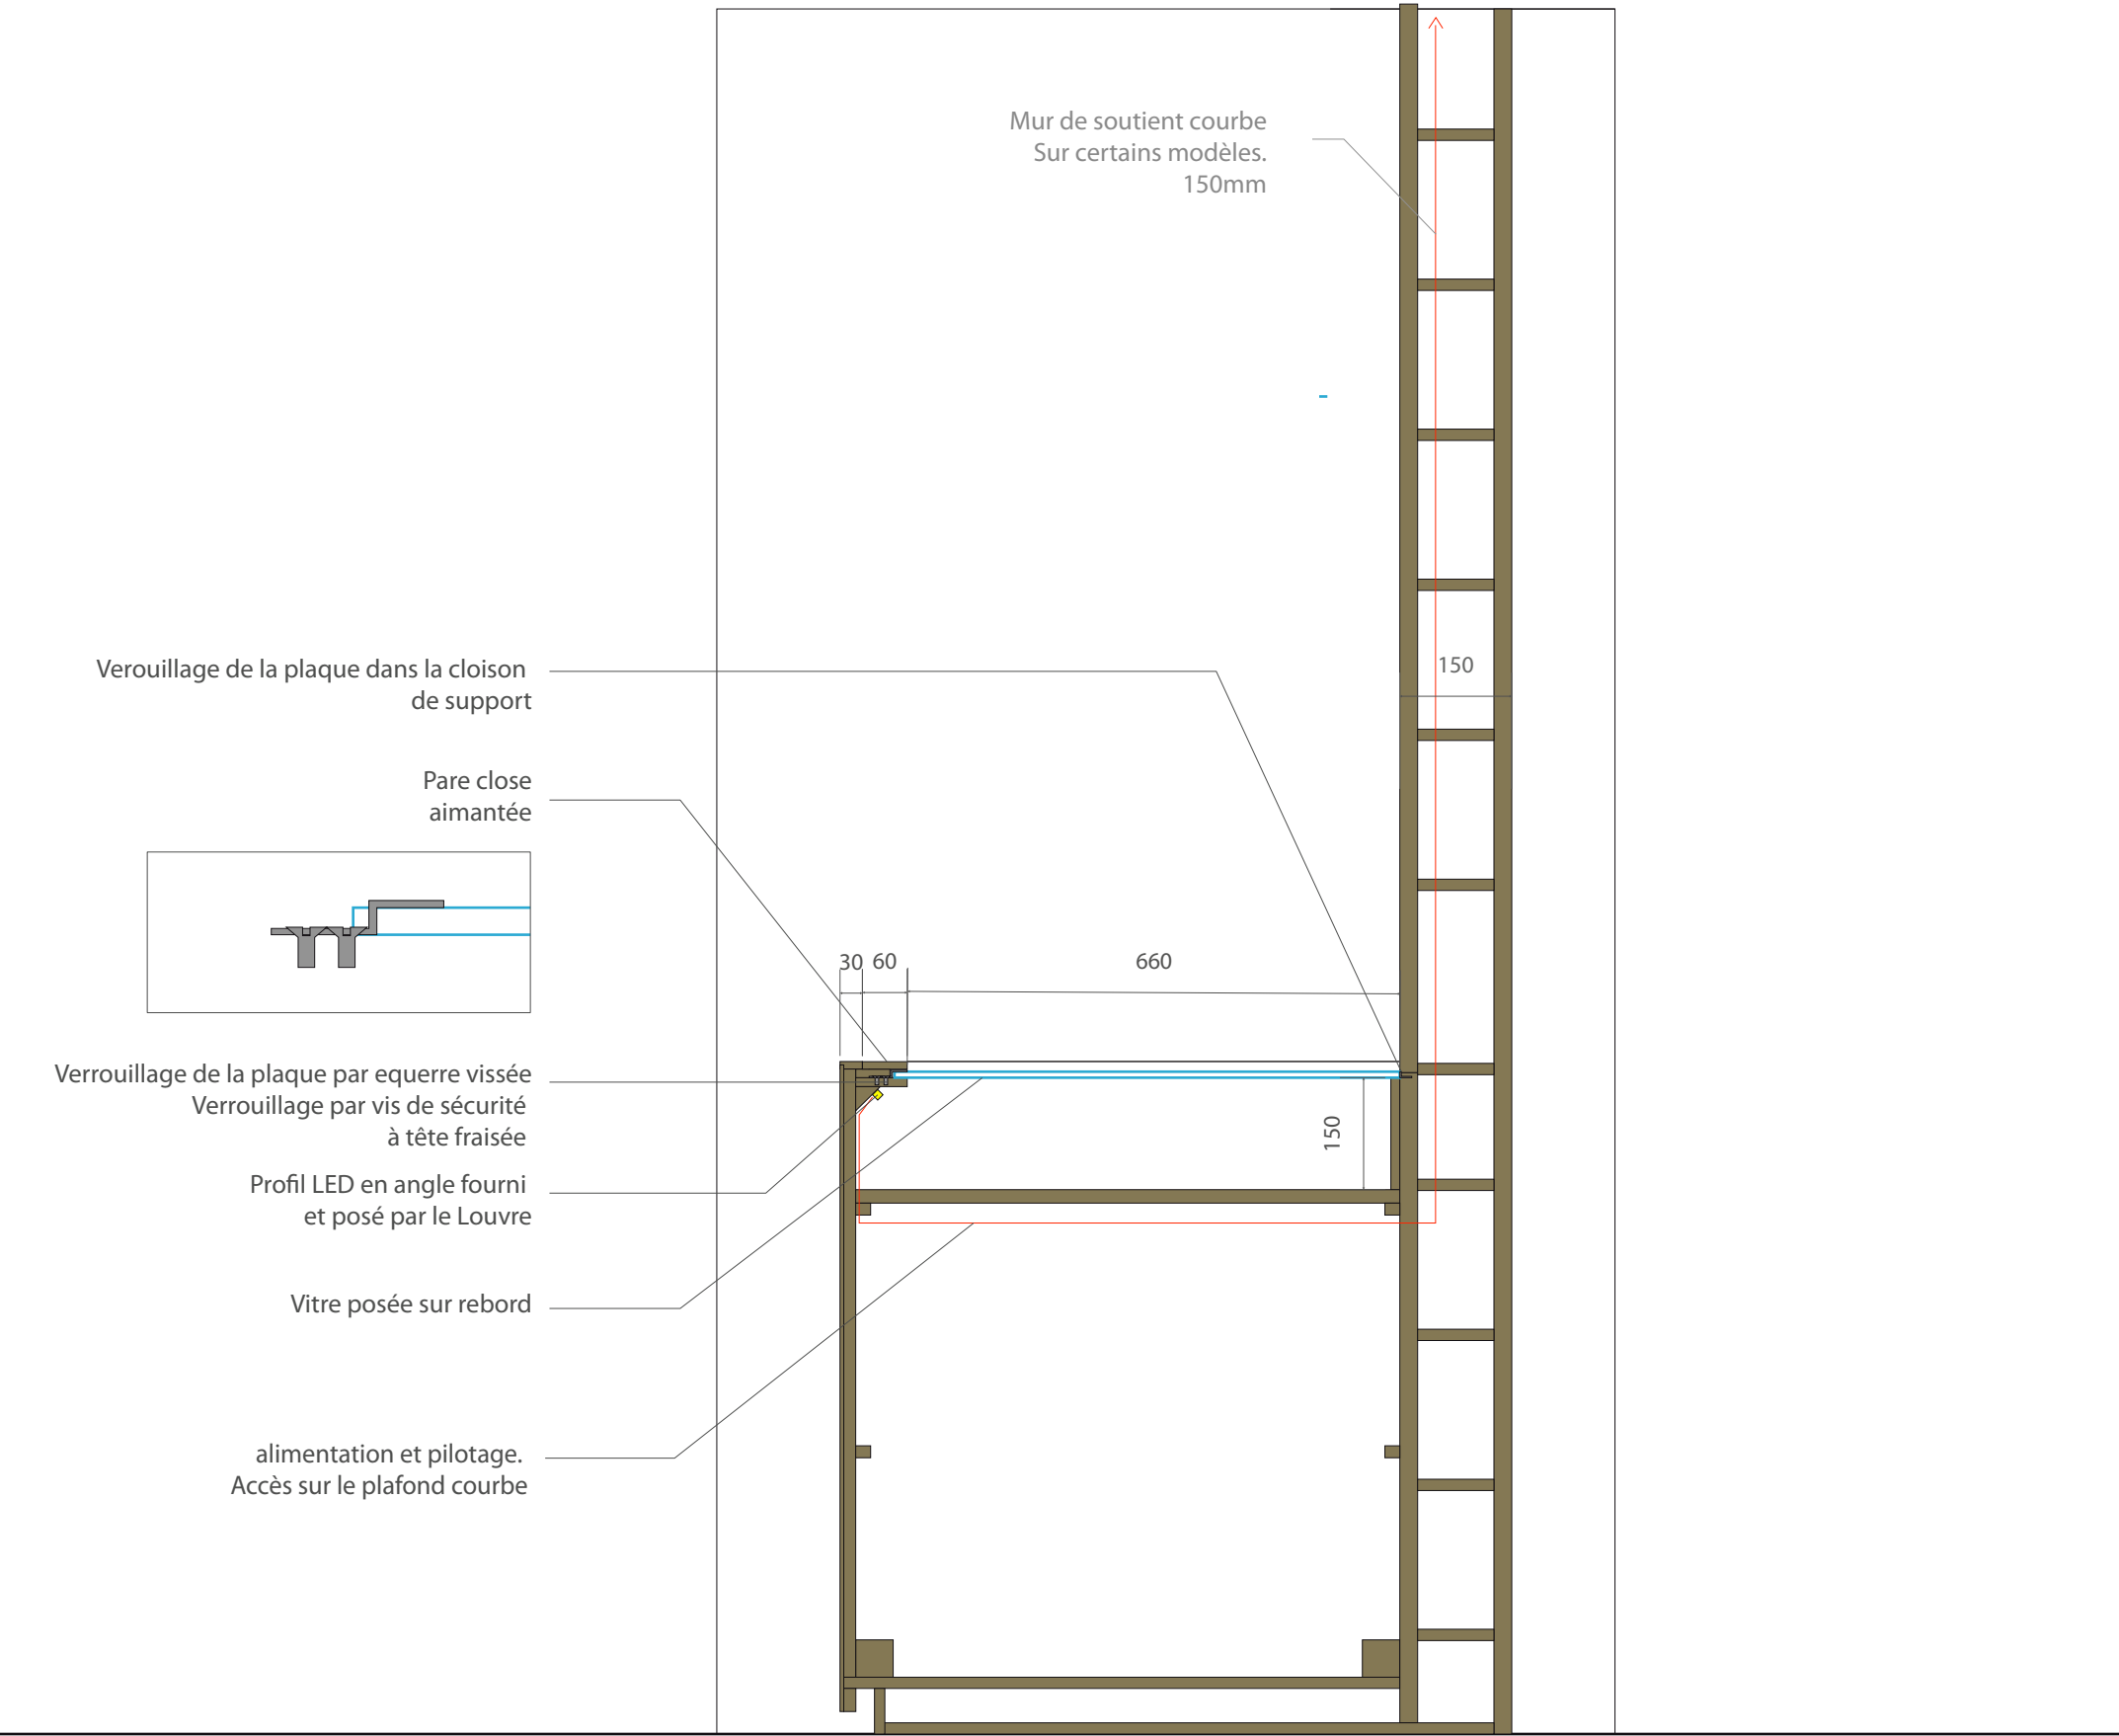 Mur de soutient courbe
Sur certains modèles.
150mm
Verouillage de la plaque dans la cloison
de support
150
Pare close
aimantée
30 60 660
Verrouillage de la plaque par equerre vissée
Verrouillage par vis de sécurité
à tête fraisée
150
Profil LED en angle fourni
et posé par le Louvre
Vitre posée sur rebord
alimentation et pilotage.
Accès sur le plafond courbe